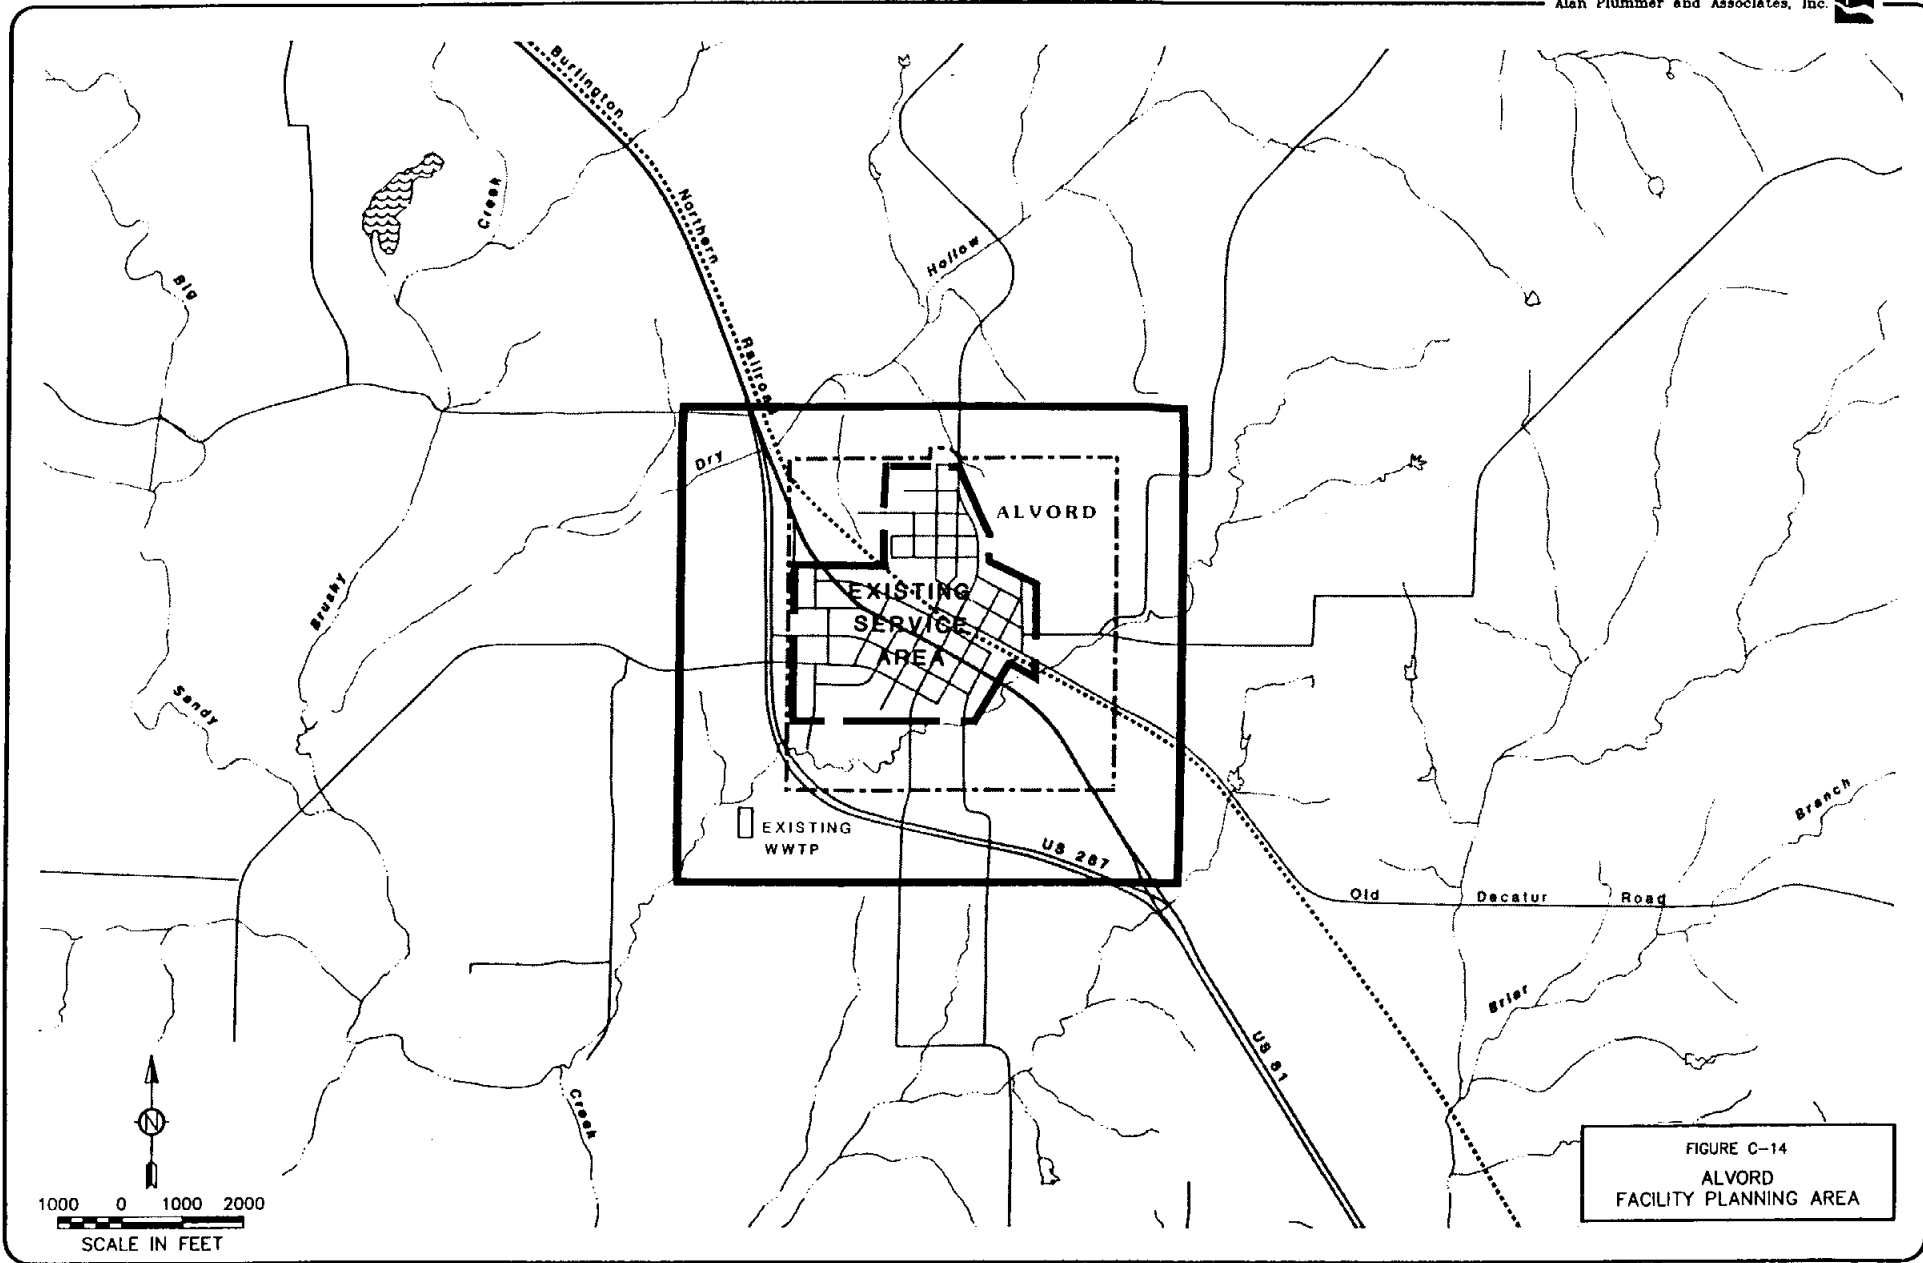 Alan Plummer and Associates, Inc.
Burlington
Northern
Railroad
Creek
Big
Hollow
Dry
ALVORD
EXISTING
SERVICE
AREA
Brushy
Sandy
EXISTING
WWTP
US 287
Branch
Old Decatur Road
Briar
US 81
Creek
N
1000 0 1000 2000
SCALE IN FEET
FIGURE C-14
ALVORD
FACILITY PLANNING AREA